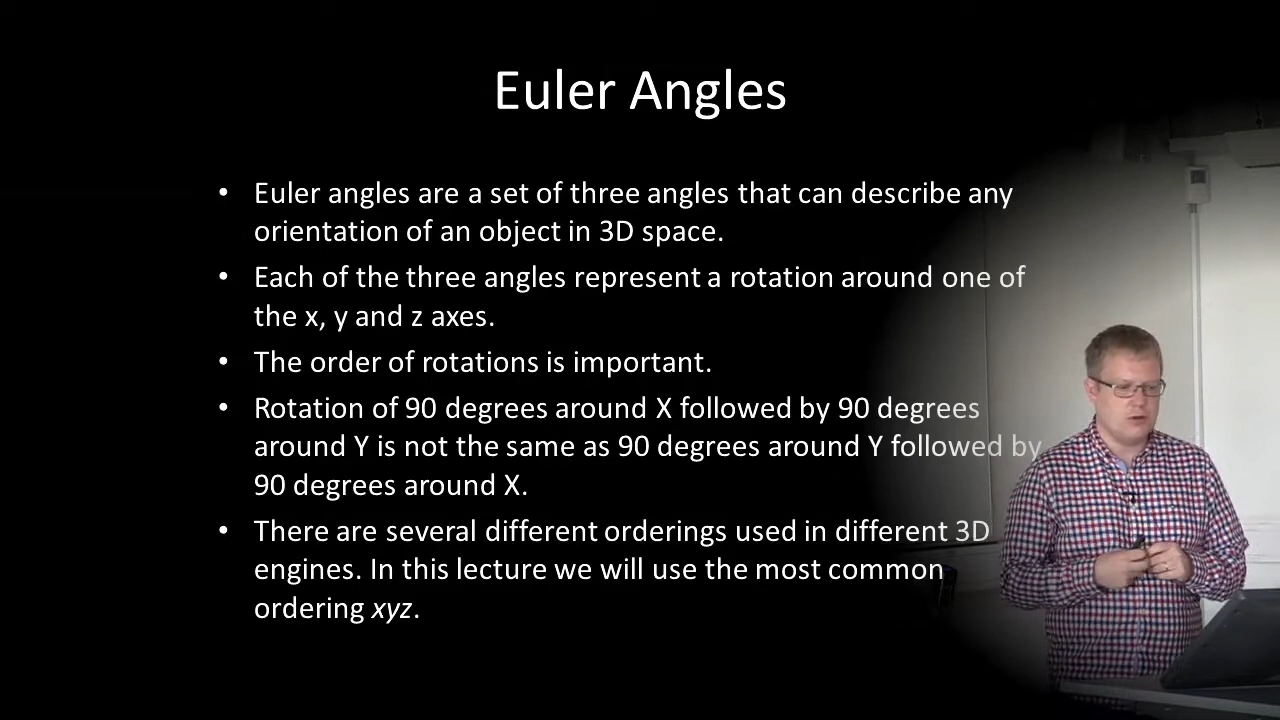 Euler Angles
• Euler angles are a set of three angles that can describe any
orientation of an object in 3D space.
• Each of the three angles represent a rotation around one of
the x, y and z axes.
• The order of rotations is important.
• Rotation of 90 degrees around X followed by 90 degrees
around Y is not the same as 90 degrees around Y followed by
90 degrees around X.
• There are several different orderings used in different 3D
engines. In this lecture we will use the most common
ordering xyz.